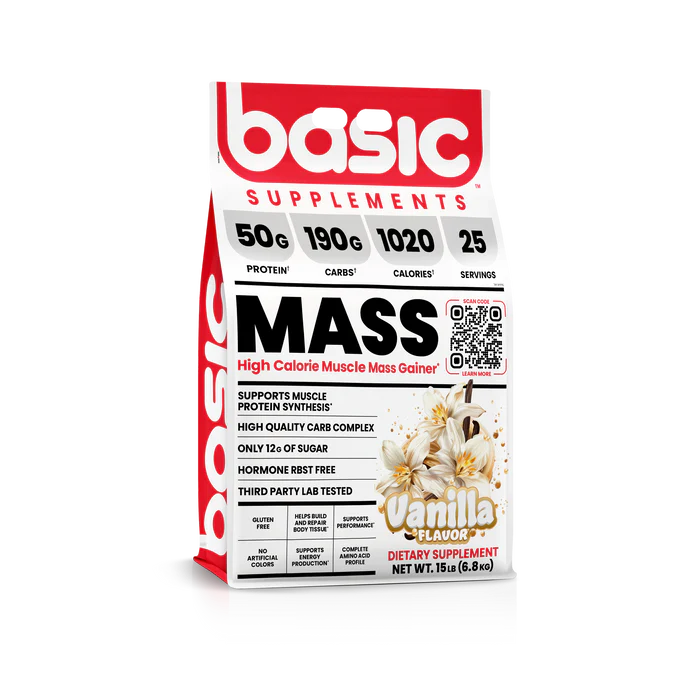 basic
™
SUPPLEMENTS
50G 190G 1020 25
PROTEIN† CARBS† CALORIES† SERVINGS
MASS
High Calorie Muscle Mass Gainer*
SCAN CODE
LEARN MORE
SUPPORTS MUSCLE
PROTEIN SYNTHESIS*
HIGH QUALITY CARB COMPLEX
ONLY 12G OF SUGAR
HORMONE RBST FREE
THIRD PARTY LAB TESTED
GLUTEN
FREE
HELPS BUILD
AND REPAIR
BODY TISSUE*
SUPPORTS
PERFORMANCE*
NO
ARTIFICIAL
COLORS
SUPPORTS
ENERGY
PRODUCTION*
COMPLETE
AMINO ACID
PROFILE
Vanilla
FLAVOR
DIETARY SUPPLEMENT
NET WT. 15LB (6.8KG)
basic